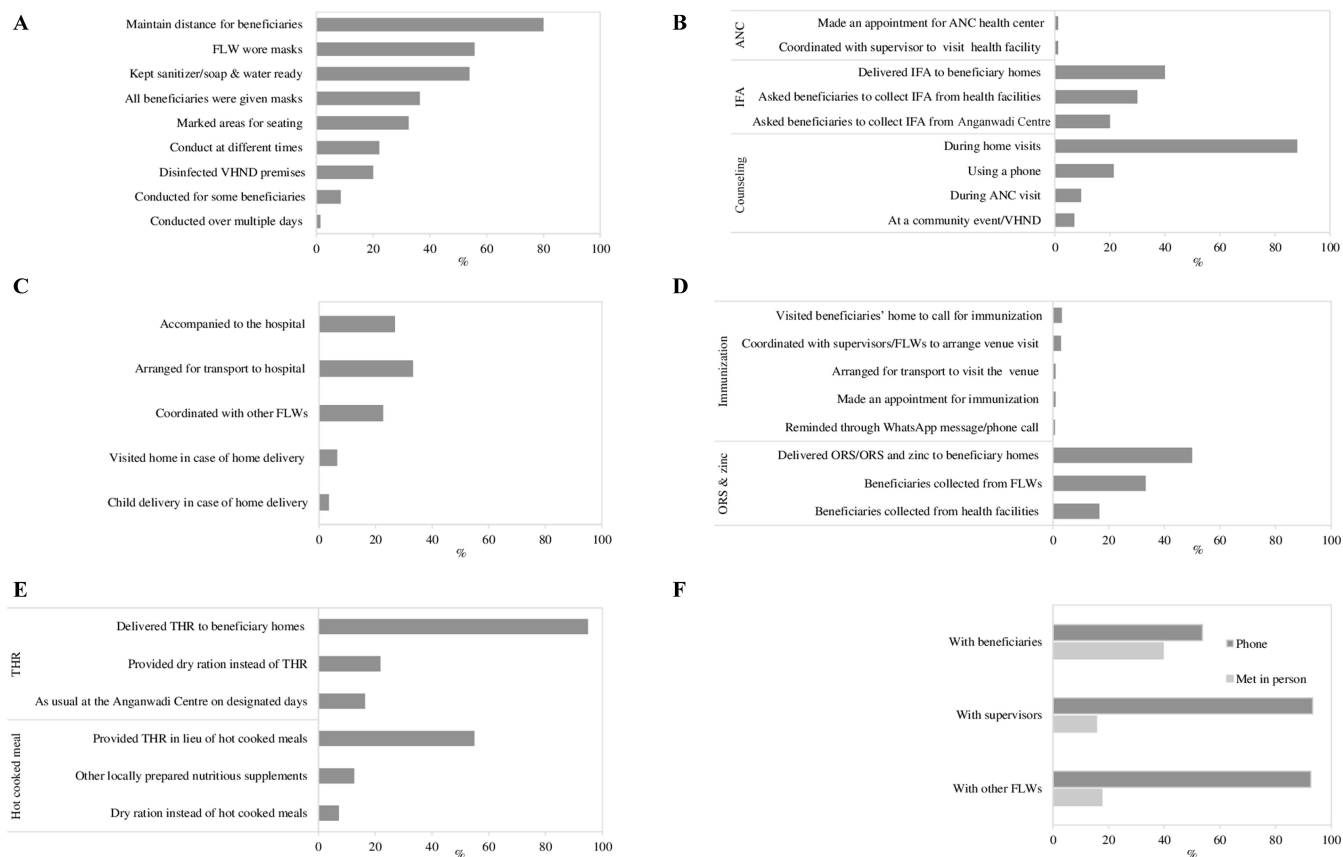 A
Maintain distance for beneficiaries
FLW wore masks
Kept sanitizer/soap & water ready
All beneficiaries were given masks
Marked areas for seating
Conduct at different times
Disinfected VHND premises
Conducted for some beneficiaries
Conducted over multiple days
0 20 40 60 80 100
%
B
ANC
Made an appointment for ANC health center
Coordinated with supervisor to visit health facility
IFA
Delivered IFA to beneficiary homes
Asked beneficiaries to collect IFA from health facilities
Asked beneficiaries to collect IFA from Anganwadi Centre
Counseling
During home visits
Using a phone
During ANC visit
At a community event/VHND
0 20 40 60 80 100
%
C
Accompanied to the hospital
Arranged for transport to hospital
Coordinated with other FLWs
Visited home in case of home delivery
Child delivery in case of home delivery
0 20 40 60 80 100
%
D
Immunization
Visited beneficiaries' home to call for immunization
Coordinated with supervisors/FLWs to arrange venue visit
Arranged for transport to visit the venue
Made an appointment for immunization
Reminded through WhatsApp message/phone call
ORS & zinc
Delivered ORS/ORS and zinc to beneficiary homes
Beneficiaries collected from FLWs
Beneficiaries collected from health facilities
0 20 40 60 80 100
%
E
THR
Delivered THR to beneficiary homes
Provided dry ration instead of THR
As usual at the Anganwadi Centre on designated days
Hot cooked meal
Provided THR in lieu of hot cooked meals
Other locally prepared nutritious supplements
Dry ration instead of hot cooked meals
0 20 40 60 80 100
%
F
With beneficiaries
With supervisors
With other FLWs
Phone
Met in person
0 20 40 60 80 100
%